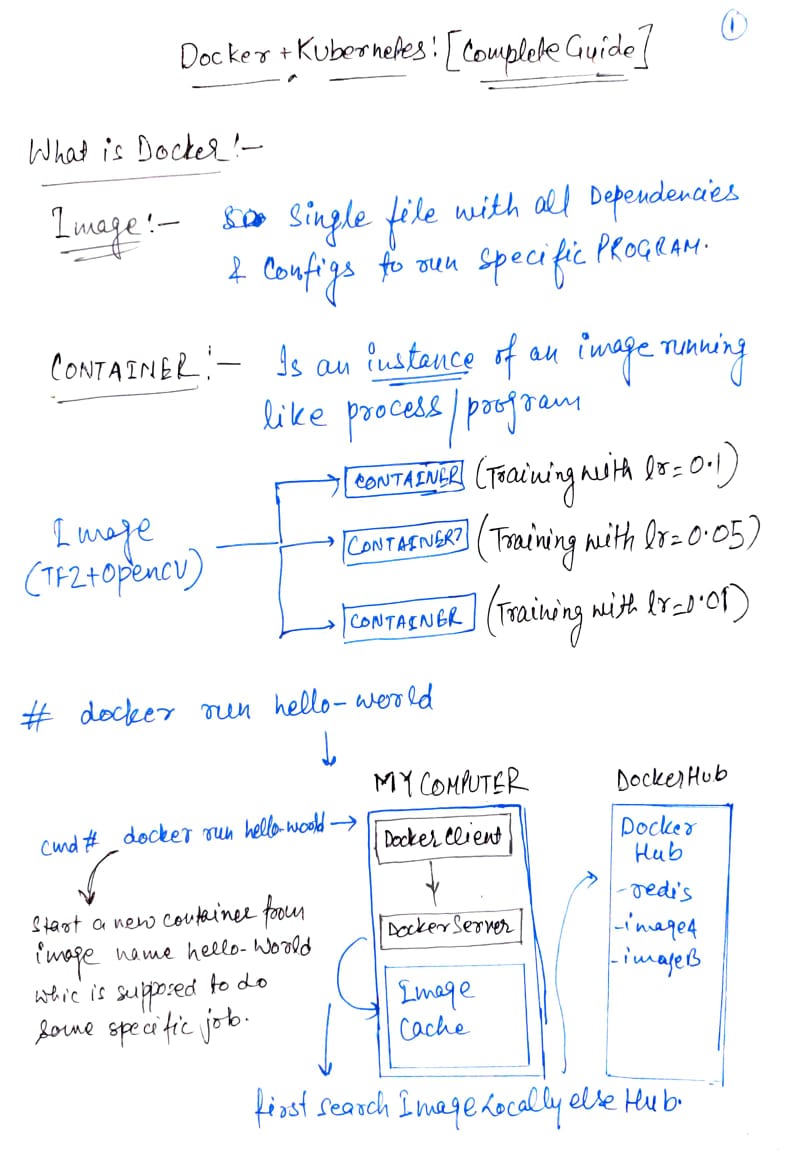 1
Docker + Kubernetes: [Complete Guide]
What is Docker:-
Image:- Single file with all Dependencies
& Configs to run specific PROGRAM.
CONTAINER:- Is an instance of an image running
like process/program
CONTAINER (Training with lr=0.1)
Image
(TF2+OpenCV)
CONTAINER (Training with lr=0.05)
CONTAINER (Training with lr=0.01)
# docker run hello-world
MY COMPUTER
DockerHub
cmd# docker run hello-world
Docker Client
Docker Server
Image
Cache
Docker
Hub
-redis
-imageA
-imageB
Start a new container from
image name hello-World
whic is supposed to do
some specific job.
first search Image Locally else Hub.